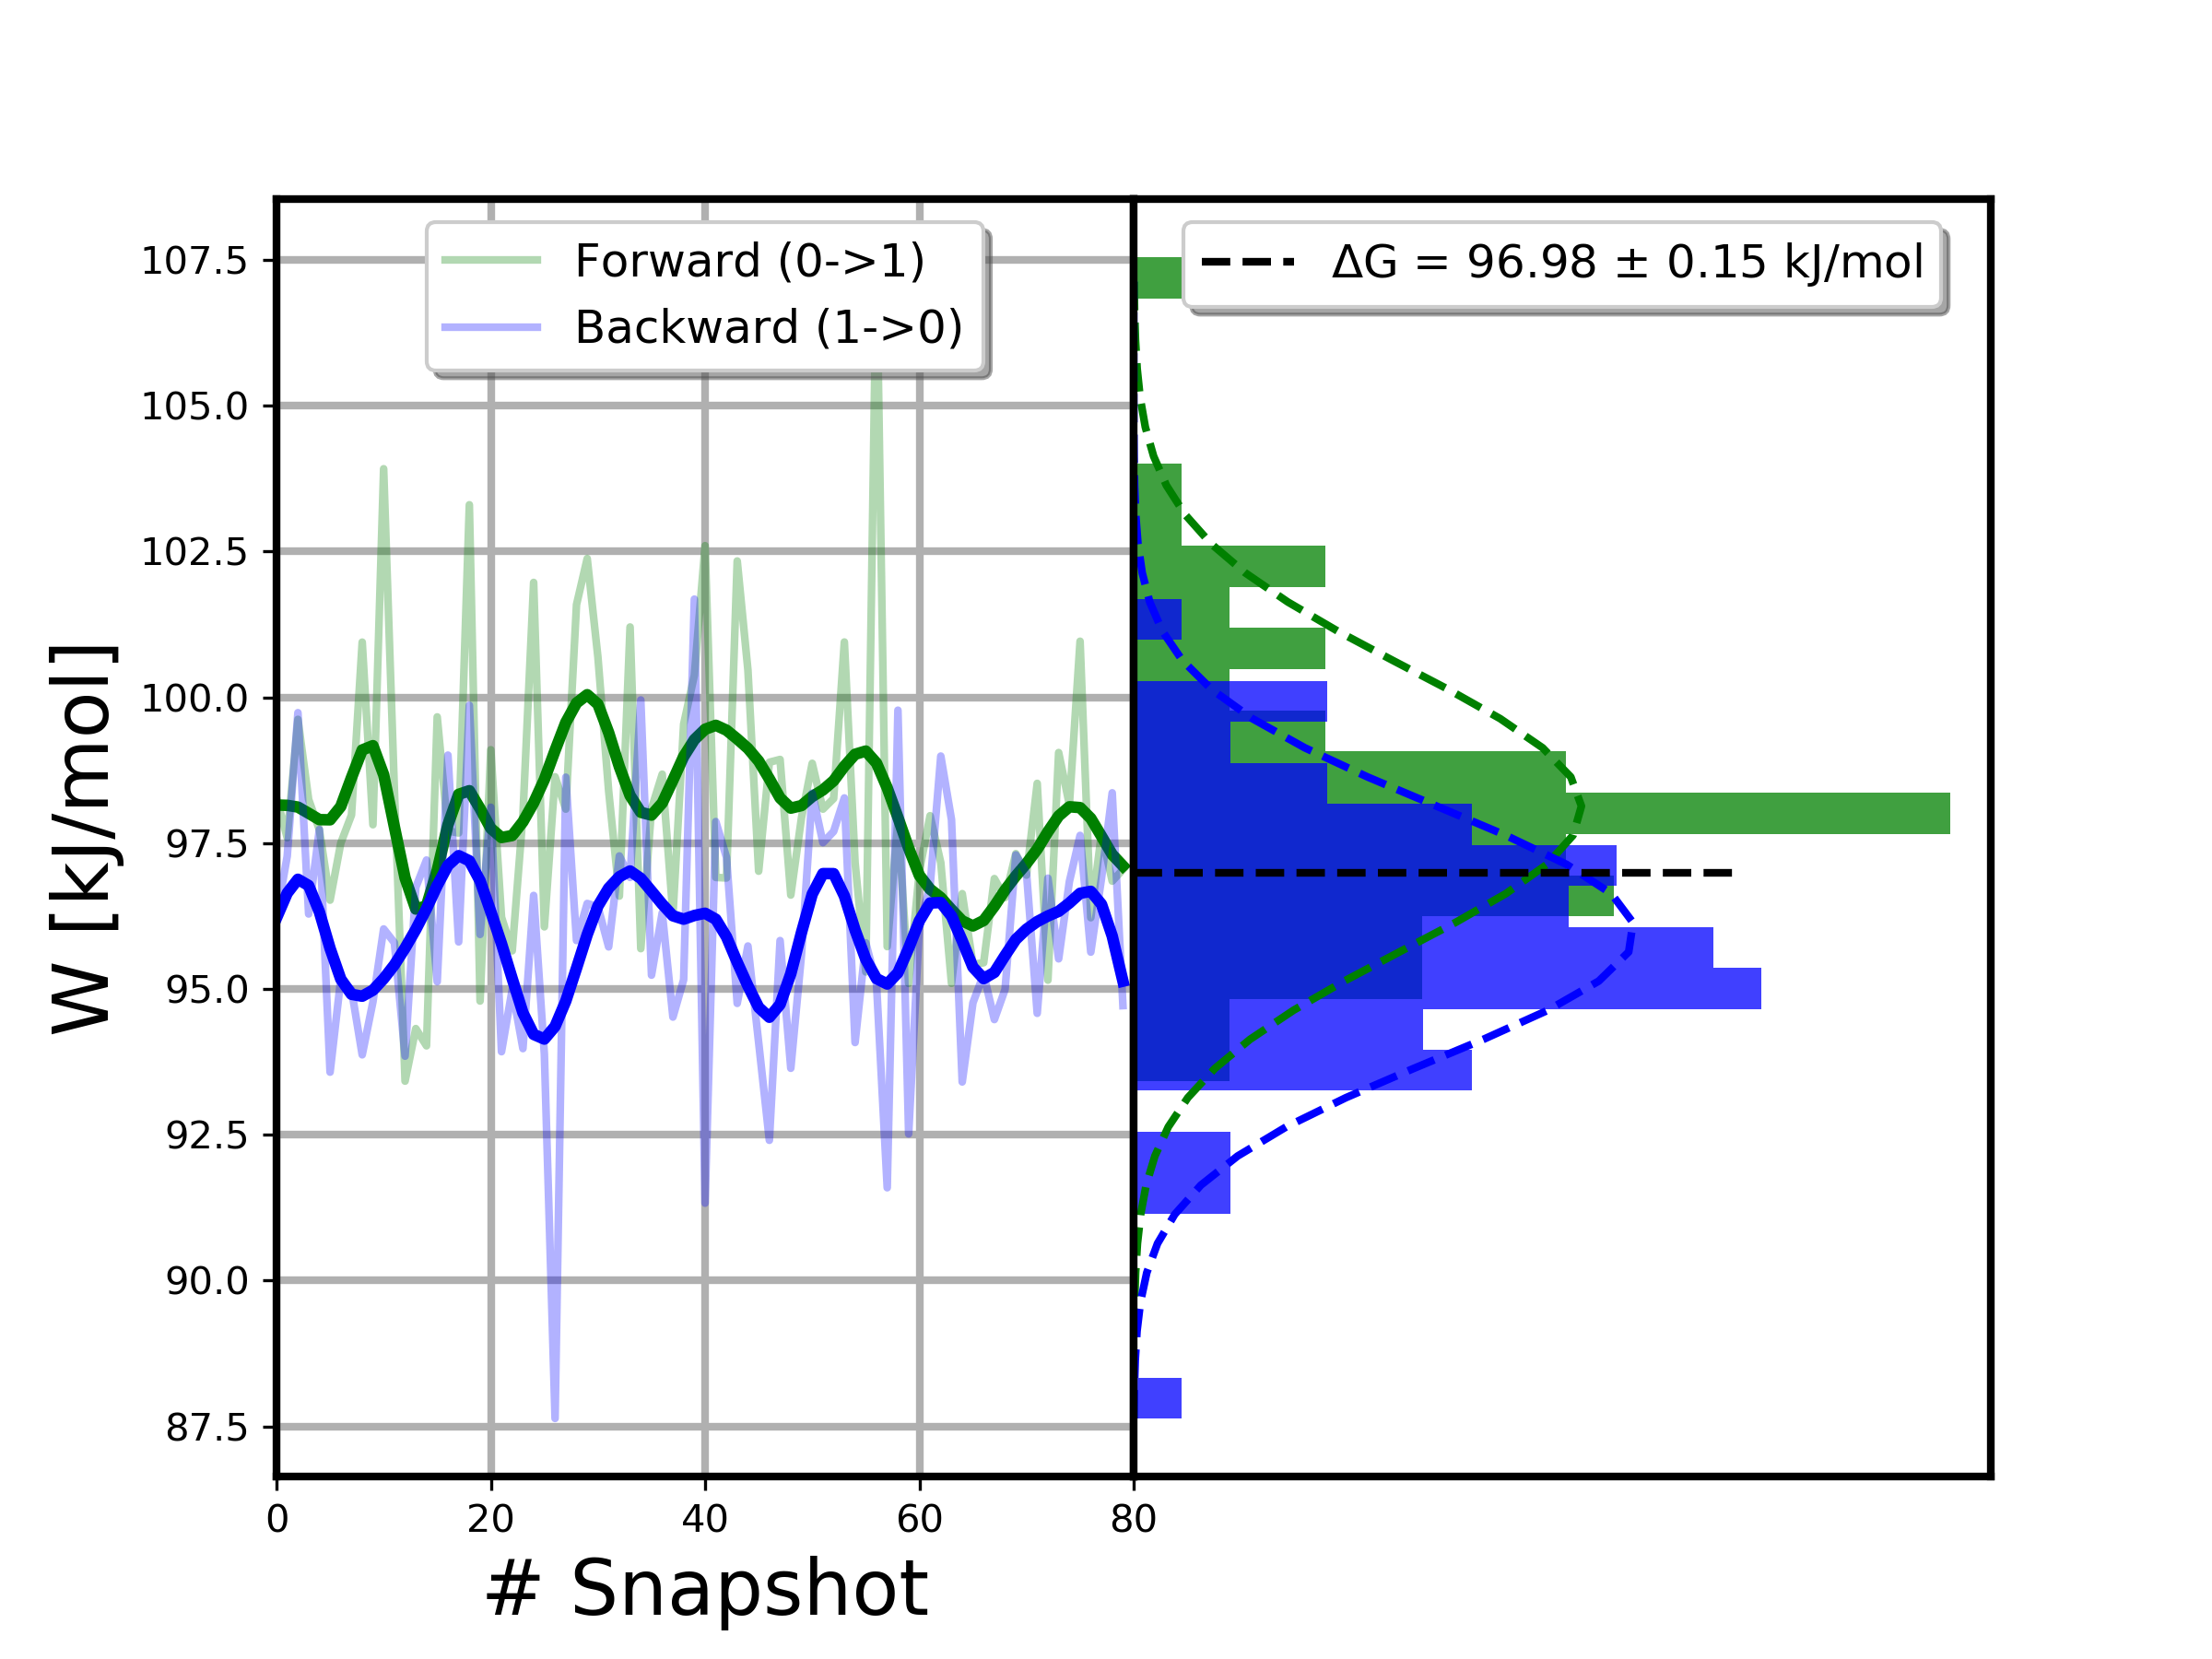 Forward (0->1)
Backward (1->0)
ΔG = 96.98 ± 0.15 kJ/mol
107.5
105.0
102.5
100.0
97.5
95.0
92.5
90.0
87.5
W [kJ/mol]
0 20 40 60 80
# Snapshot